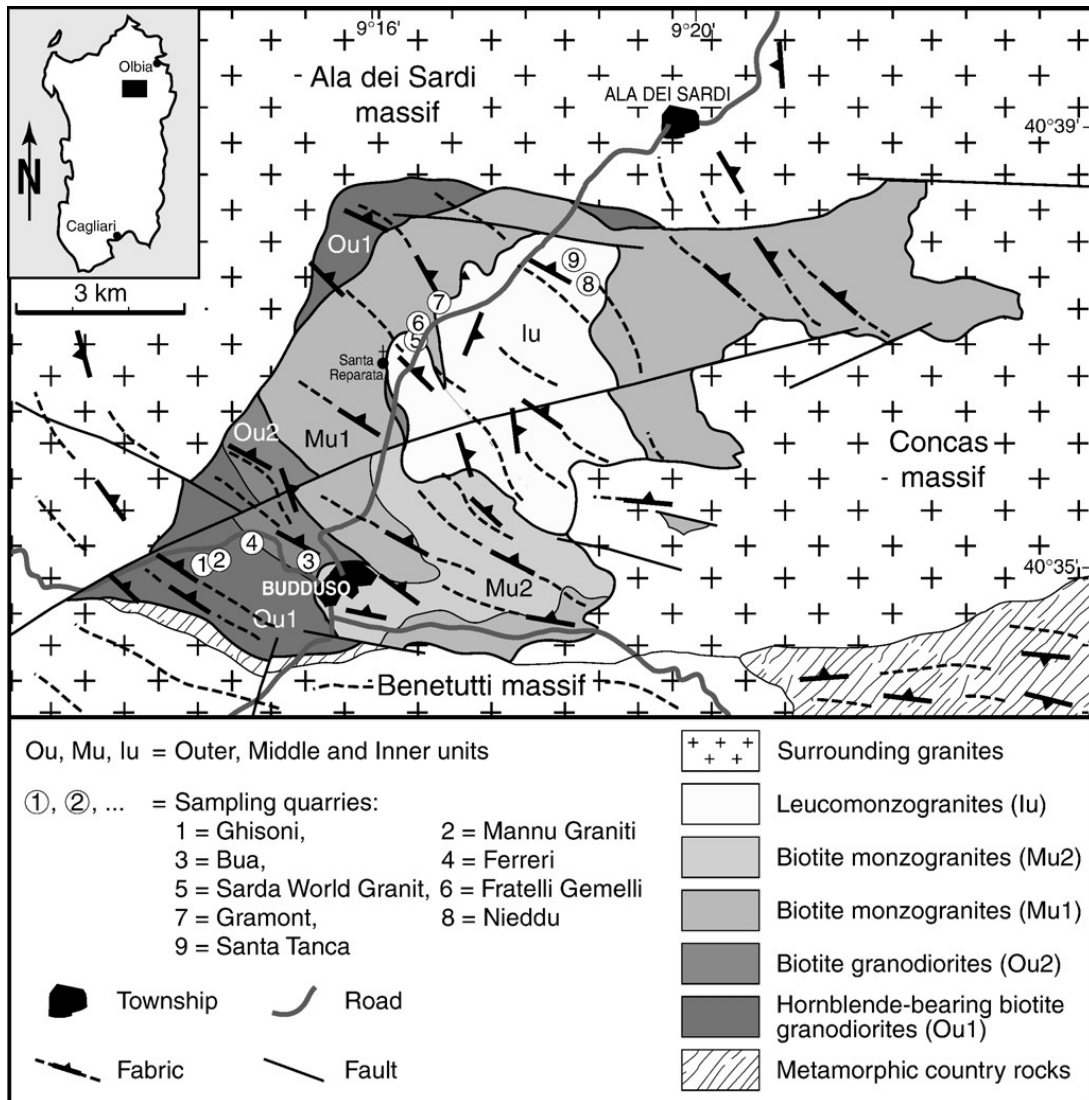 9°16'
9°20'
Olbia
Ala dei Sardi
massif
ALA DEI SARDI
40°39'
N
Cagliari
Ou1
3 km
9
8
7
6
5
Iu
Santa
Reparata
Ou2
Mu1
Concas
massif
4
1
2
3
40°35'
BUDDUSO
Mu2
Ou1
Benetutti massif
Ou, Mu, Iu = Outer, Middle and Inner units
①, ②, ... = Sampling quarries:
1 = Ghisoni, 2 = Mannu Graniti
3 = Bua, 4 = Ferreri
5 = Sarda World Granit, 6 = Fratelli Gemelli
7 = Gramont, 8 = Nieddu
9 = Santa Tanca
Township
Road
Fabric
Fault
Surrounding granites
Leucomonzogranites (Iu)
Biotite monzogranites (Mu2)
Biotite monzogranites (Mu1)
Biotite granodiorites (Ou2)
Hornblende-bearing biotite
granodiorites (Ou1)
Metamorphic country rocks